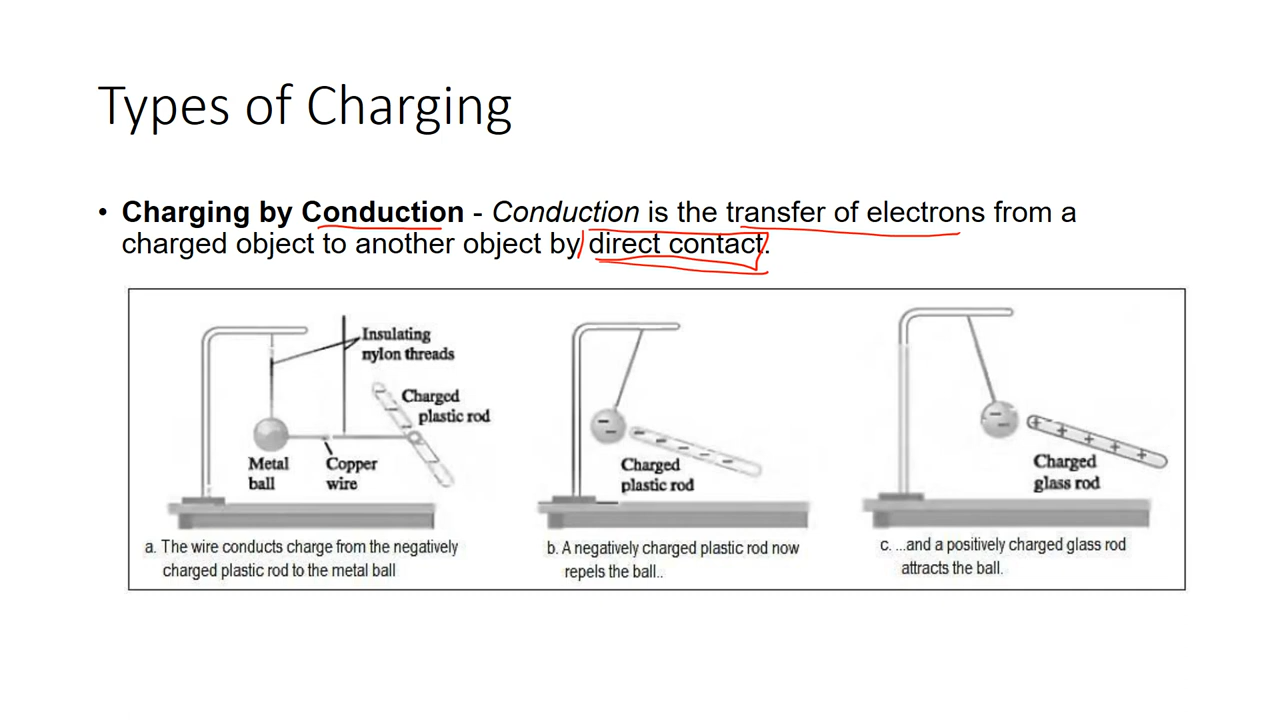 Types of Charging
• Charging by Conduction - Conduction is the transfer of electrons from a
charged object to another object by direct contact.
Insulating
nylon threads
Charged
plastic rod
Metal
ball
Copper
wire
a. The wire conducts charge from the negatively
charged plastic rod to the metal ball
Charged
plastic rod
b. A negatively charged plastic rod now
repels the ball..
Charged
glass rod
c. ...and a positively charged glass rod
attracts the ball.